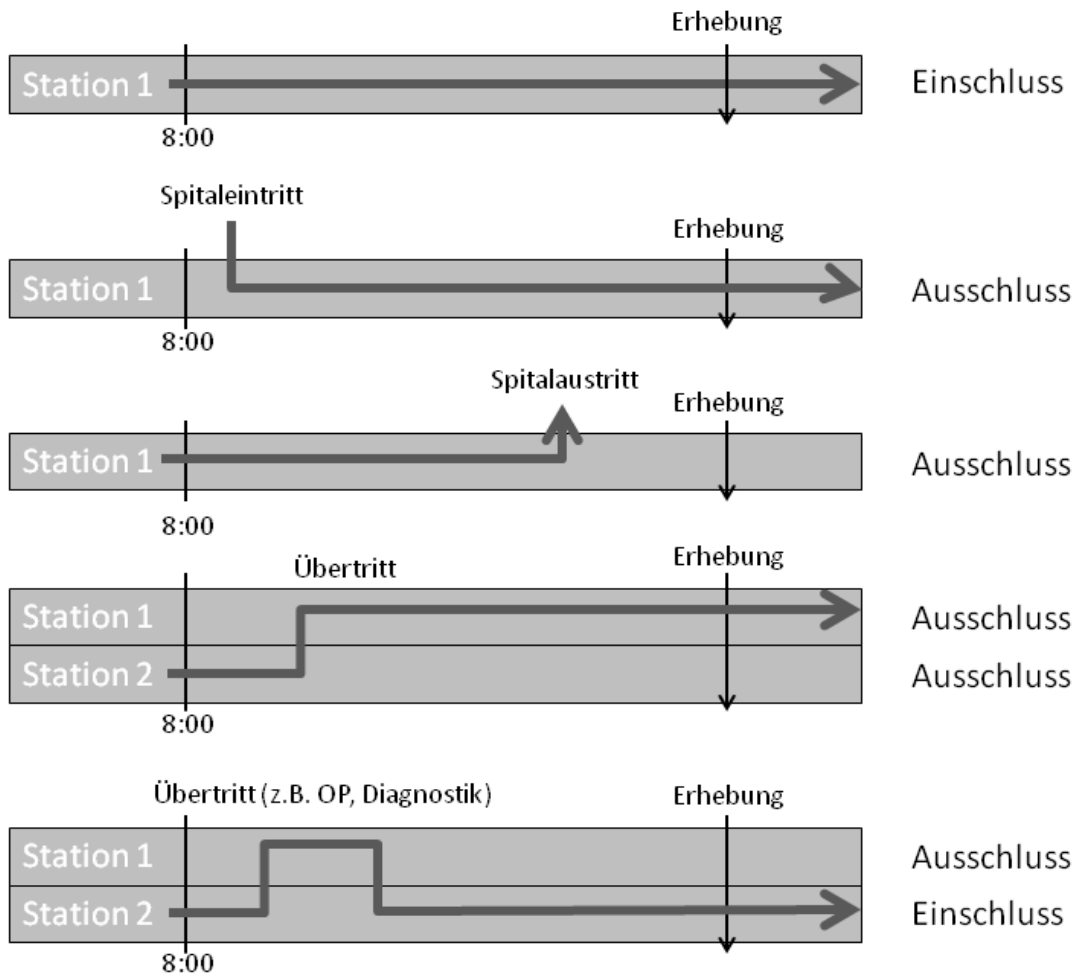 Erhebung
Station 1 Einschluss
8:00
Spitaleintritt
Erhebung
Station 1 Ausschluss
8:00
Spitalaustritt
Erhebung
Station 1 Ausschluss
8:00
Übertritt Erhebung
Station 1 Ausschluss
Station 2 Ausschluss
8:00
Übertritt (z.B. OP, Diagnostik) Erhebung
Station 1 Ausschluss
Station 2 Einschluss
8:00